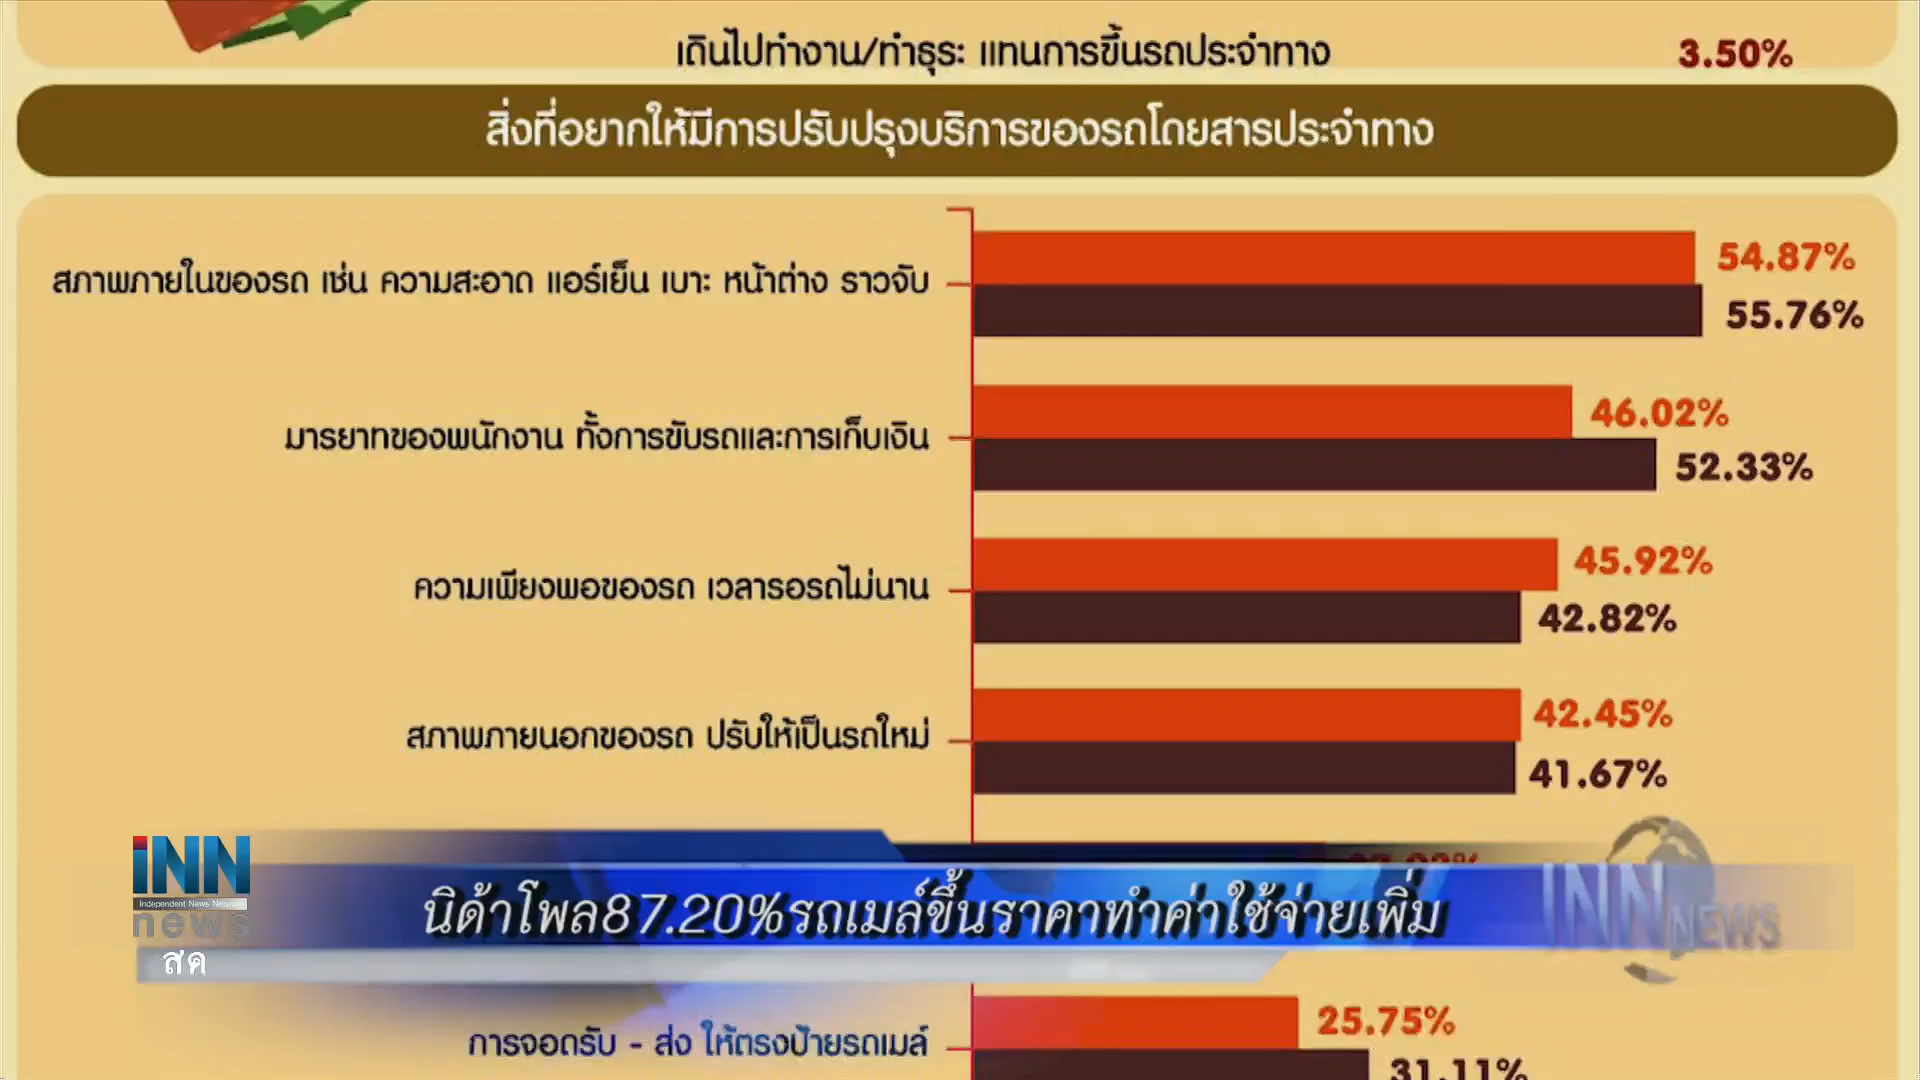 เดินไปทำงาน/ทำธุระ แทนการขึ้นรถประจำทาง 3.50%
สิ่งที่อยากให้มีการปรับปรุงบริการของรถโดยสารประจำทาง
สภาพภายในของรถ เช่น ความสะอาด แอร์เย็น เบาะ หน้าต่าง ราวจับ
54.87%
55.76%
มารยาทของพนักงาน ทั้งการขับรถและการเก็บเงิน
46.02%
52.33%
ความเพียงพอของรถ เวลารอรถไม่นาน
45.92%
42.82%
สภาพภายนอกของรถ ปรับให้เป็นรถใหม่
42.45%
41.67%
iNN
Independent News Network
news
สค
นิด้าโพล87.20%รถเมล์ขึ้นราคาทำค่าใช้จ่ายเพิ่ม
INN NEWS
การจอดรับ - ส่ง ให้ตรงป้ายรถเมล์
25.75%
31.11%